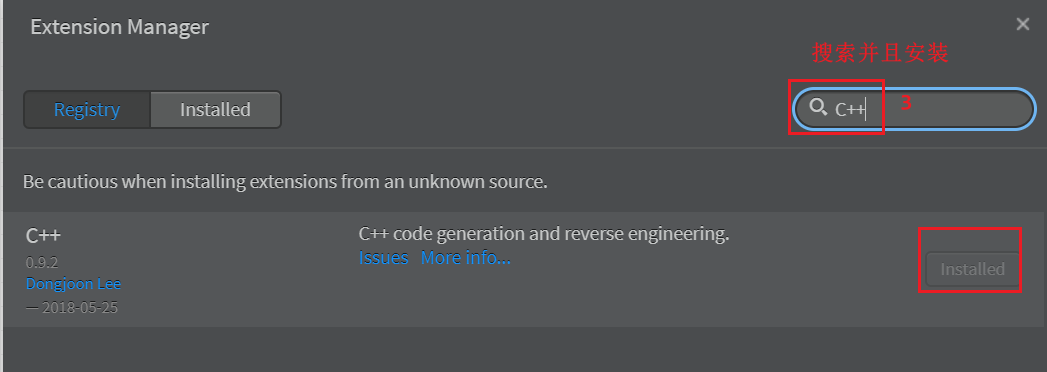 Extension Manager
×
搜索并且安装
Registry
Installed
C++
3
Be cautious when installing extensions from an unknown source.
C++
0.9.2
Dongjoon Lee
— 2018-05-25
C++ code generation and reverse engineering.
Issues More info...
Installed